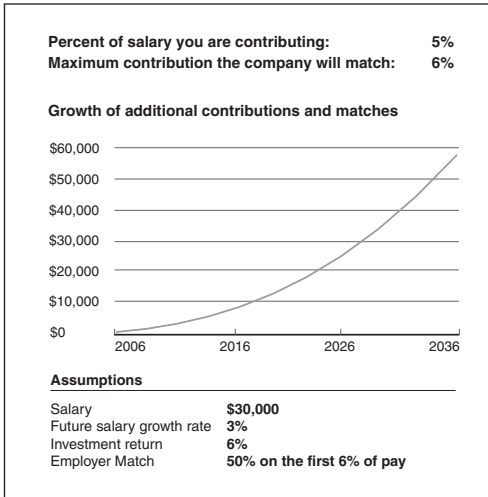 Percent of salary you are contributing: 5%
Maximum contribution the company will match: 6%
Growth of additional contributions and matches
$60,000
$50,000
$40,000
$30,000
$20,000
$10,000
$0
2006 2016 2026 2036
Assumptions
Salary $30,000
Future salary growth rate 3%
Investment return 6%
Employer Match 50% on the first 6% of pay